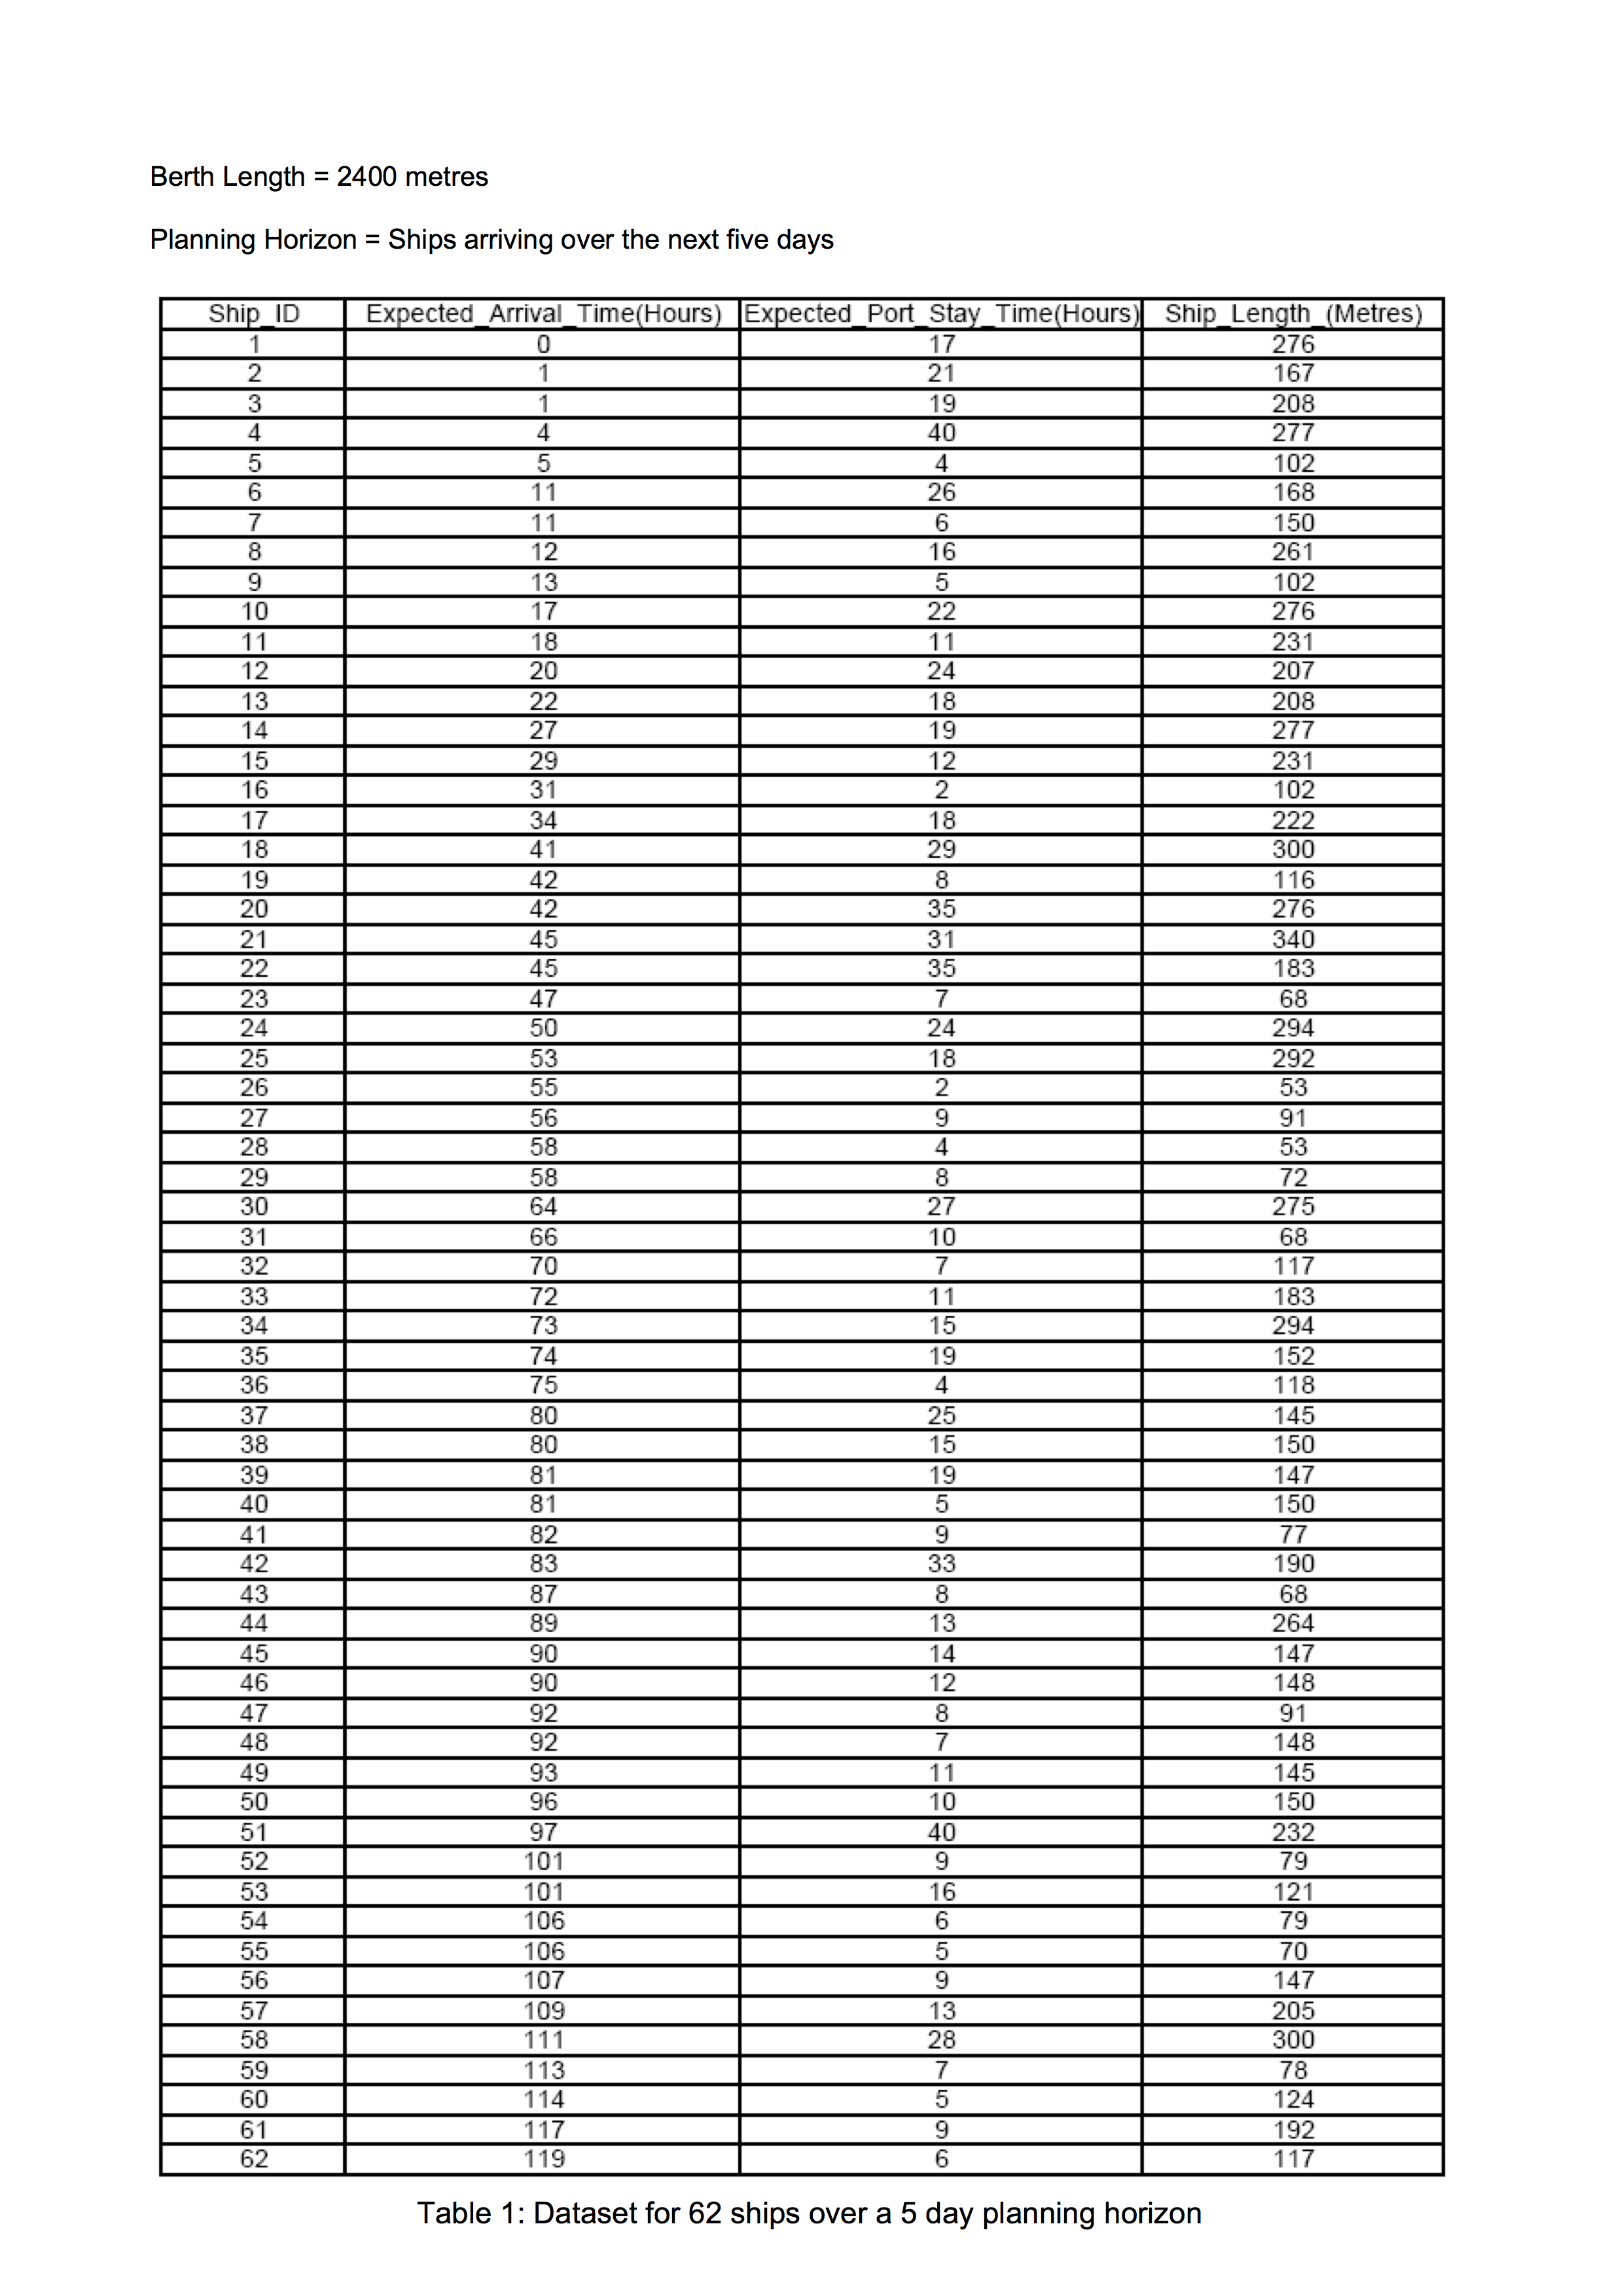 Berth Length = 2400 metres
Planning Horizon = Ships arriving over the next five days
Ship_ID Expected_Arrival_Time(Hours) Expected_Port_Stay_Time(Hours) Ship_Length_(Metres)
1 0 17 276
2 1 21 167
3 1 19 208
4 4 40 277
5 5 4 102
6 11 26 168
7 11 6 150
8 12 16 261
9 13 5 102
10 17 22 276
11 18 11 231
12 20 24 207
13 22 18 208
14 27 19 277
15 29 12 231
16 31 2 102
17 34 18 222
18 41 29 300
19 42 8 116
20 42 35 276
21 45 31 340
22 45 35 183
23 47 7 68
24 50 24 294
25 53 18 292
26 55 2 53
27 56 9 91
28 58 4 53
29 58 8 72
30 64 27 275
31 66 10 68
32 70 7 117
33 72 11 183
34 73 15 294
35 74 19 152
36 75 4 118
37 80 25 145
38 80 15 150
39 81 19 147
40 81 5 150
41 82 9 77
42 83 33 190
43 87 8 68
44 89 13 264
45 90 14 147
46 90 12 148
47 92 8 91
48 92 7 148
49 93 11 145
50 96 10 150
51 97 40 232
52 101 9 79
53 101 16 121
54 106 6 79
55 106 5 70
56 107 9 147
57 109 13 205
58 111 28 300
59 113 7 78
60 114 5 124
61 117 9 192
62 119 6 117
Table 1: Dataset for 62 ships over a 5 day planning horizon